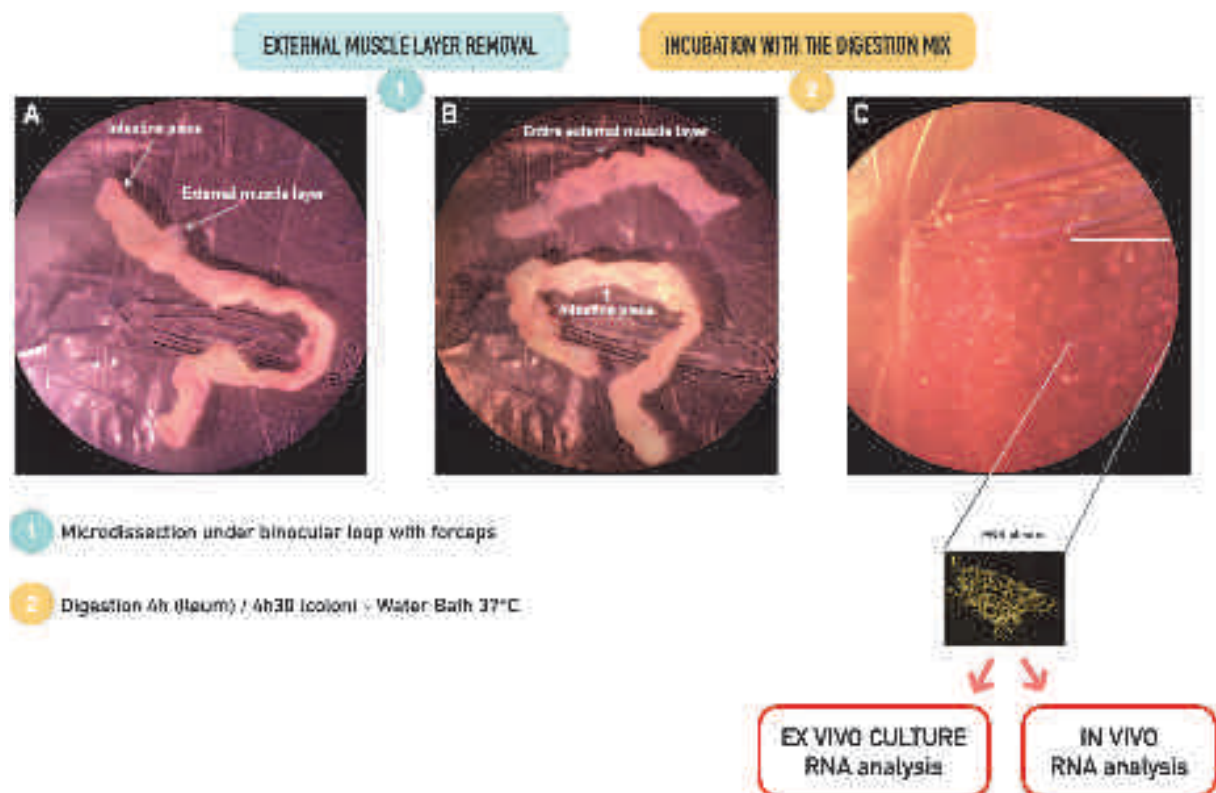 EXTERNAL MUSCLE LAYER REMOVAL
INCUBATION WITH THE DIGESTION MIX
1
2
A
Intestine piece
External muscle layer
B
Entire external muscle layer
Intestine piece
C
1 Microdissection under binocular loop with forceps
2 Digestion 4h (ileum) / 4h30 (colon) - Water Bath 37°C
EX VIVO CULTURE
RNA analysis
IN VIVO
RNA analysis